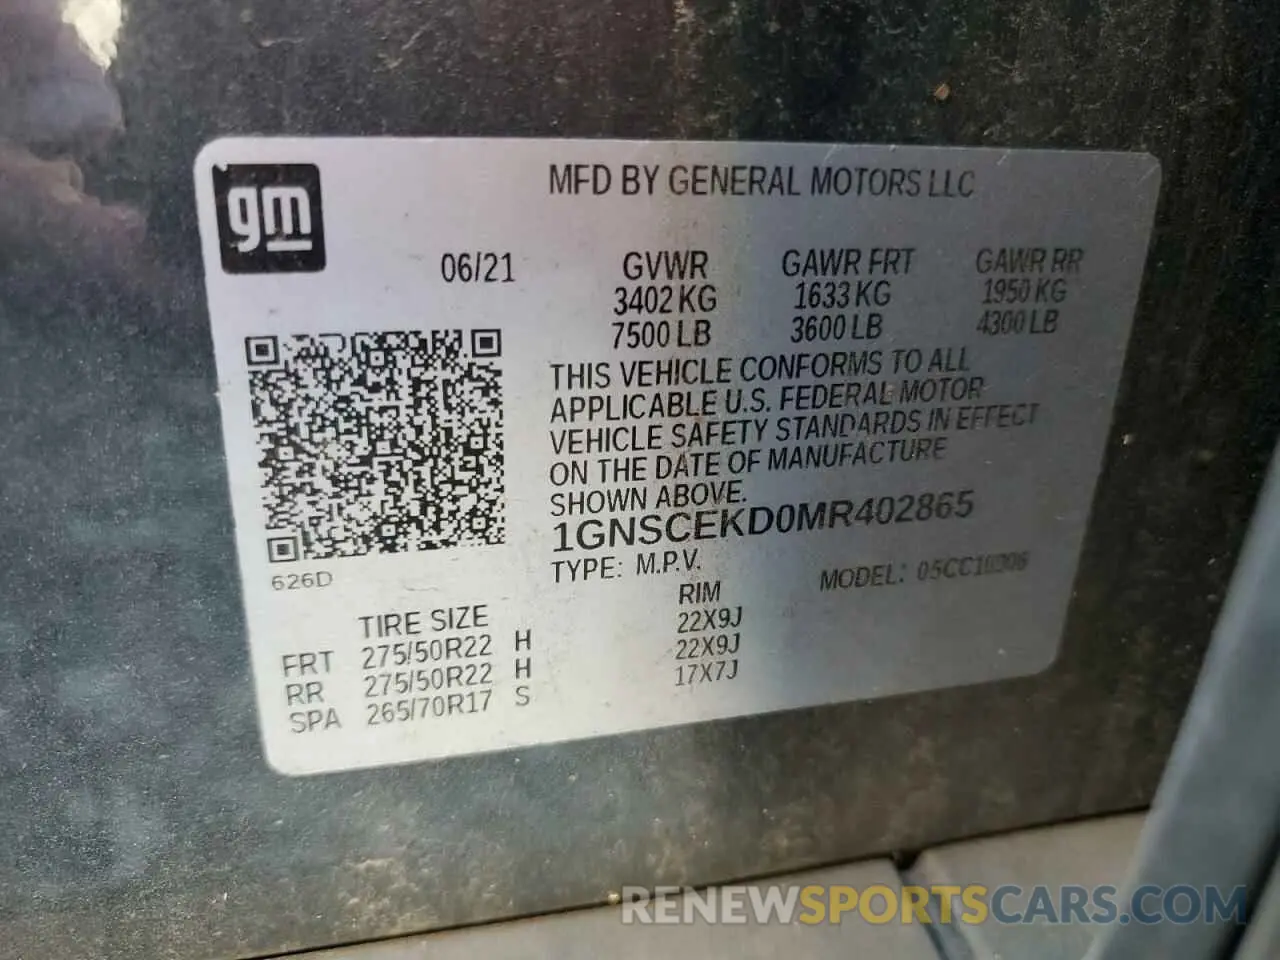 gm
MFD BY GENERAL MOTORS LLC
06/21
GVWR GAWR FRT GAWR RR
3402 KG 1633 KG 1950 KG
7500 LB 3600 LB 4300 LB
THIS VEHICLE CONFORMS TO ALL
APPLICABLE U.S. FEDERAL MOTOR
VEHICLE SAFETY STANDARDS IN EFFECT
ON THE DATE OF MANUFACTURE
SHOWN ABOVE.
1GNSCEKD0MR402865
626D
TYPE: M.P.V. MODEL:
TIRE SIZE RIM
FRT 275/50R22 H 22X9J
RR 275/50R22 H 22X9J
SPA 265/70R17 S 17X7J
RENEWSPORTSCARS.COM